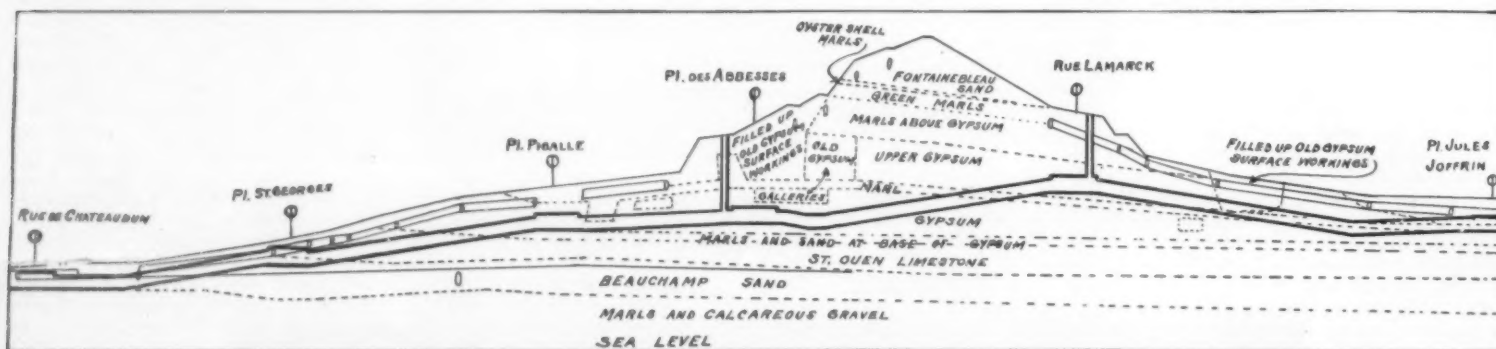 OYSTER SHELL
MARLS
PL. DES ABBESSES
FONTAINEBLEAU
SAND
RUE LAMARCK
GREEN MARLS
MARLS ABOVE GYPSUM
FILLED UP
OLD GYPSUM
SURFACE
WORKINGS
OLD
GYPSUM
GALLERIES
UPPER GYPSUM
FILLED UP OLD GYPSUM
SURFACE WORKINGS
PL. JULES
JOFFRIN
PL. PIGALLE
PL. ST. GEORGES
RUE DE CHATEAUDUN
MARL
GYPSUM
MARLS AND SAND AT BASE OF GYPSUM
ST. OUEN LIMESTONE
BEAUCHAMP SAND
MARLS AND CALCAREOUS GRAVEL
SEA LEVEL